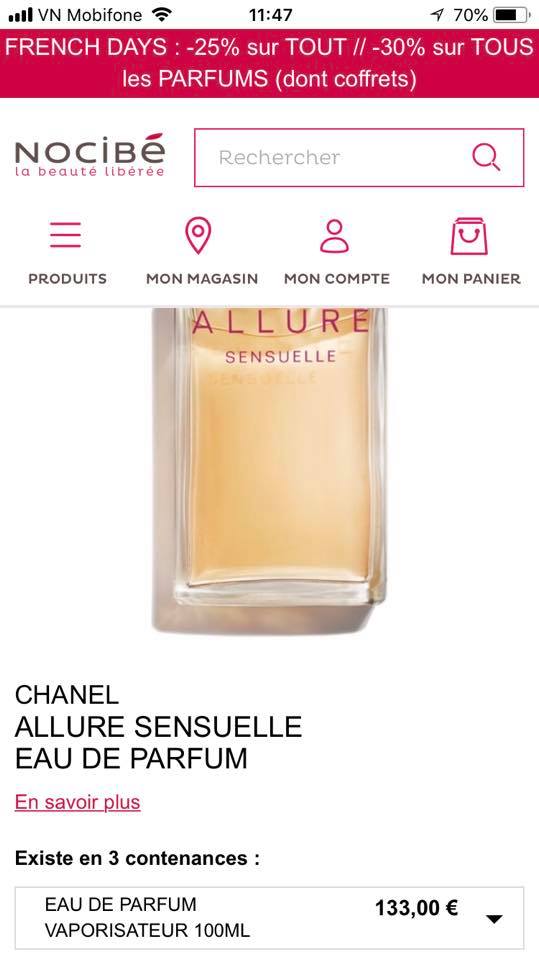 VN Mobifone 11:47 70%
FRENCH DAYS : -25% sur TOUT // -30% sur TOUS
les PARFUMS (dont coffrets)
NOCIBÉ
la beauté libérée
Rechercher
PRODUITS MON MAGASIN MON COMPTE MON PANIER
ALLURE
SENSUELLE
CHANEL
ALLURE SENSUELLE
EAU DE PARFUM
En savoir plus
Existe en 3 contenances :
EAU DE PARFUM 133,00 €
VAPORISATEUR 100ML